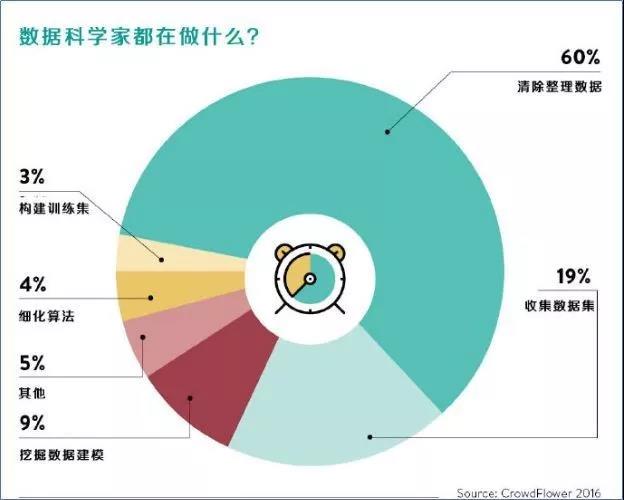 数据科学家都在做什么?
60%
清除整理数据
3%
构建训练集
19%
收集数据集
4%
细化算法
5%
其他
9%
挖掘数据建模
Source: CrowdFlower 2016